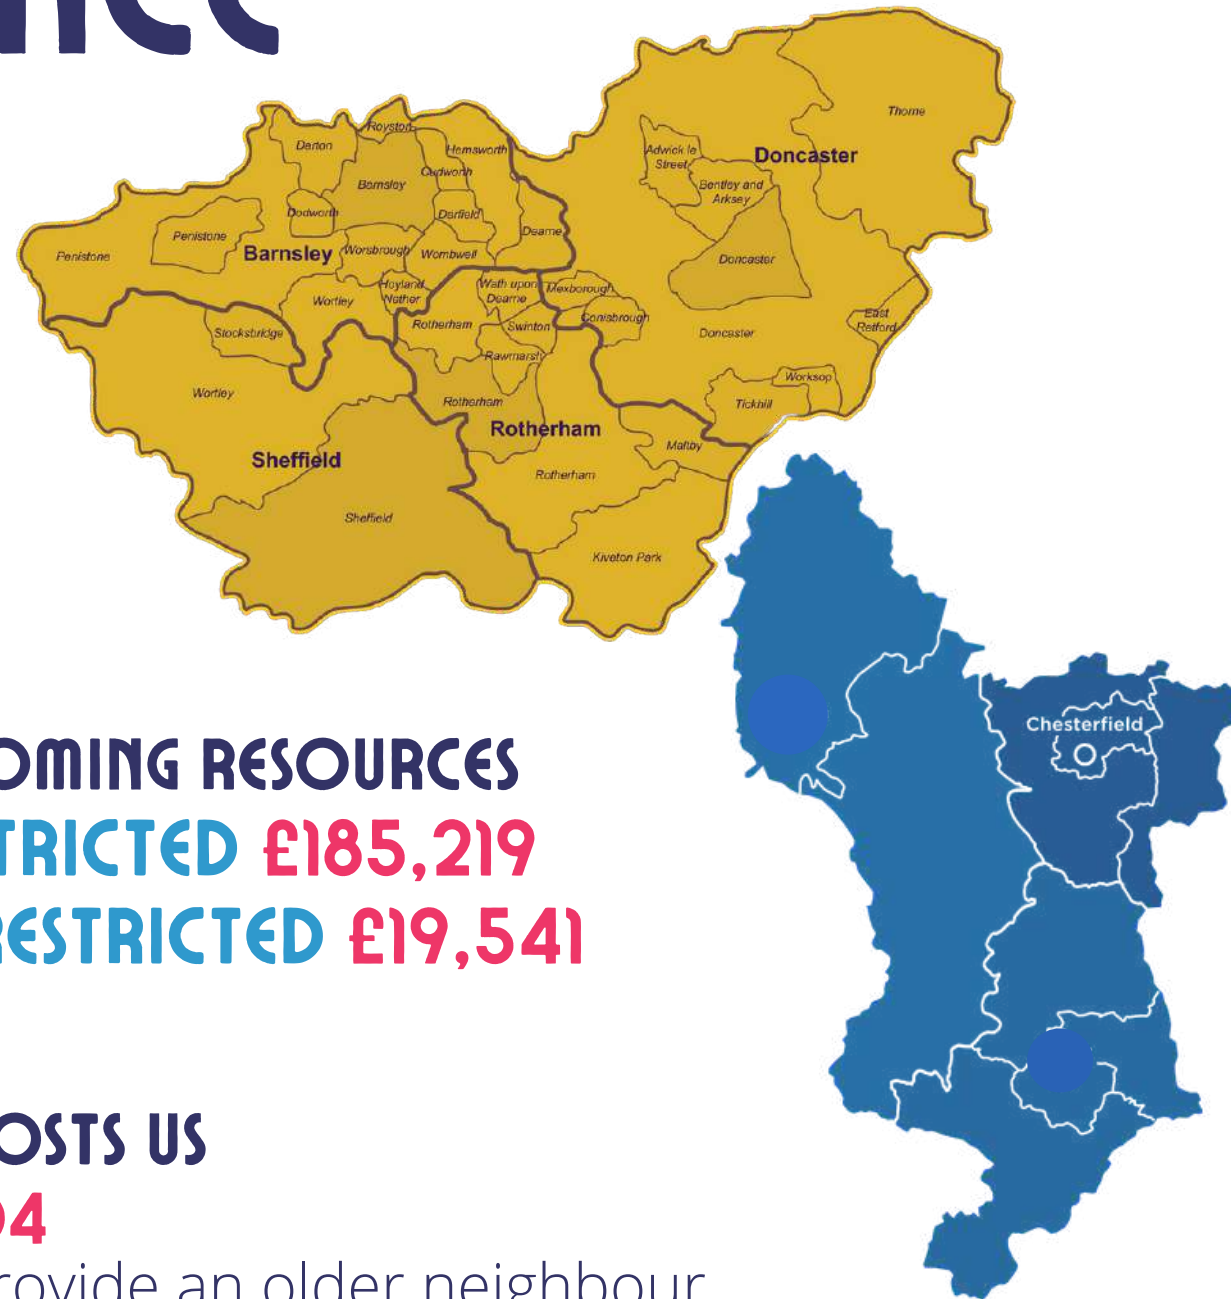 Thorne
Royston
Darton
Hemsworth
Adwick le
Street
Doncaster
Cudworth
Barnsley
Bentley and
Arksey
Dodworth
Darfield
Penistone
Deame
Penistone
Barnsley
Worsbrough
Wombwell
Doncaster
Hoyland
Nether
Wath upon
Dearne
Mexborough
Wortley
Conisbrough
East
Retford
Stocksbridge
Rotherham
Swinton
Doncaster
Rawmarsh
Worksop
Wortley
Rotherham
Tickhill
Rotherham
Maltby
Sheffield
Rotherham
Sheffield
Kiveton Park
Chesterfield
OMING RESOURCES
TRICTED £185,219
RESTRICTED £19,541
OSTS US
04
rovide an older neighbour